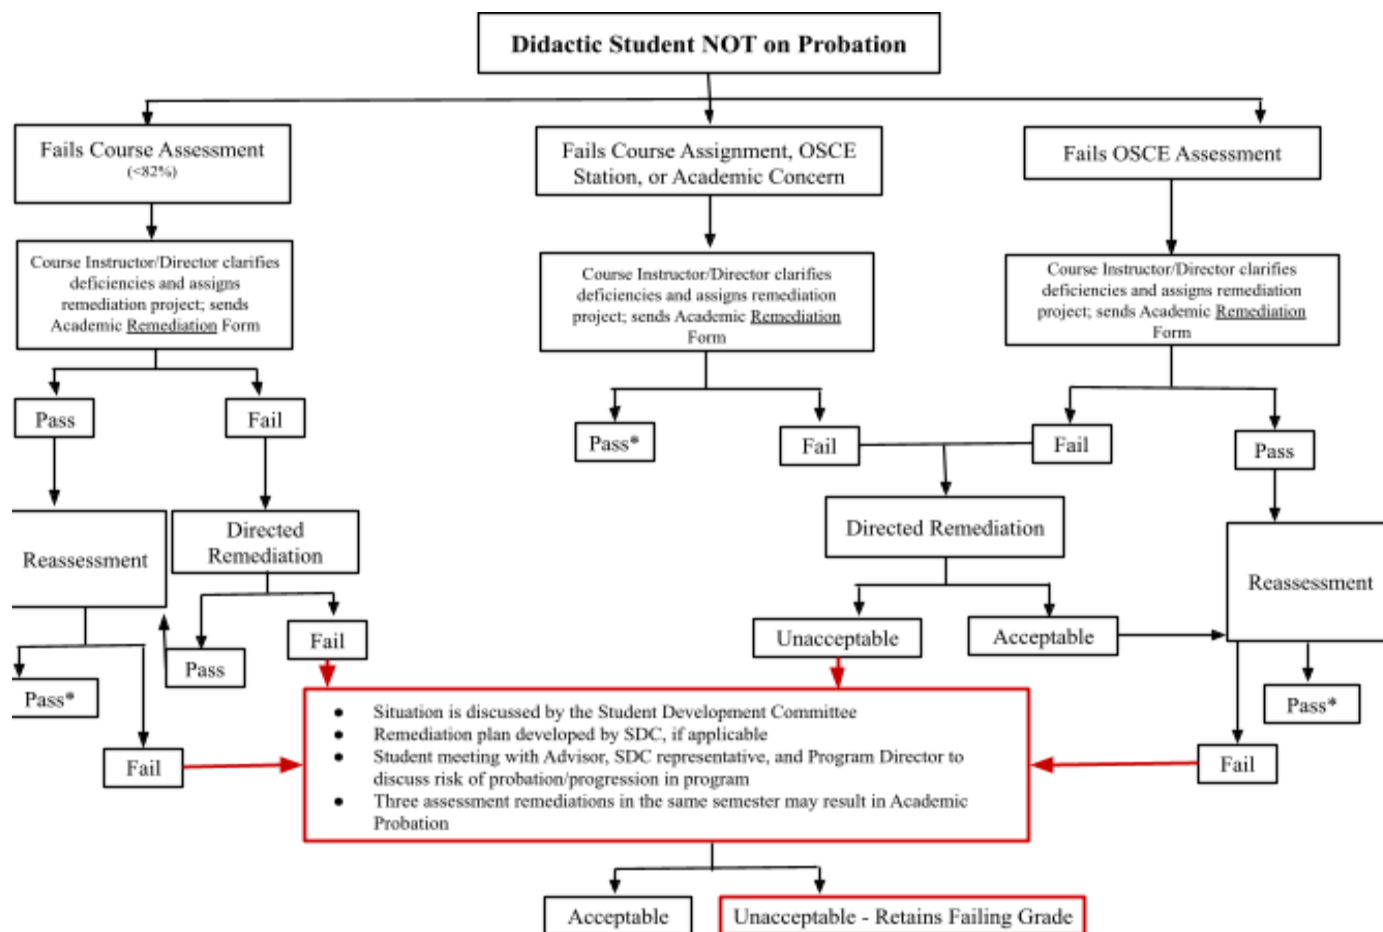 Didactic Student NOT on Probation
Fails Course Assessment
(<82%)
Fails Course Assignment, OSCE
Station, or Academic Concern
Fails OSCE Assessment
Course Instructor/Director clarifies
deficiencies and assigns
remediation project; sends
Academic Remediation Form
Course Instructor/Director clarifies
deficiencies and assigns remediation
project; sends Academic Remediation
Form
Course Instructor/Director clarifies
deficiencies and assigns remediation
project; sends Academic Remediation
Form
Pass
Fail
Pass*
Fail
Fail
Pass
Reassessment
Directed
Remediation
Directed Remediation
Reassessment
Pass*
Fail
Pass
Fail
Unacceptable
Acceptable
Pass*
Fail
● Situation is discussed by the Student Development Committee
● Remediation plan developed by SDC, if applicable
● Student meeting with Advisor, SDC representative, and Program Director to
discuss risk of probation/progression in program
● Three assessment remediations in the same semester may result in Academic
Probation
Acceptable
Unacceptable - Retains Failing Grade